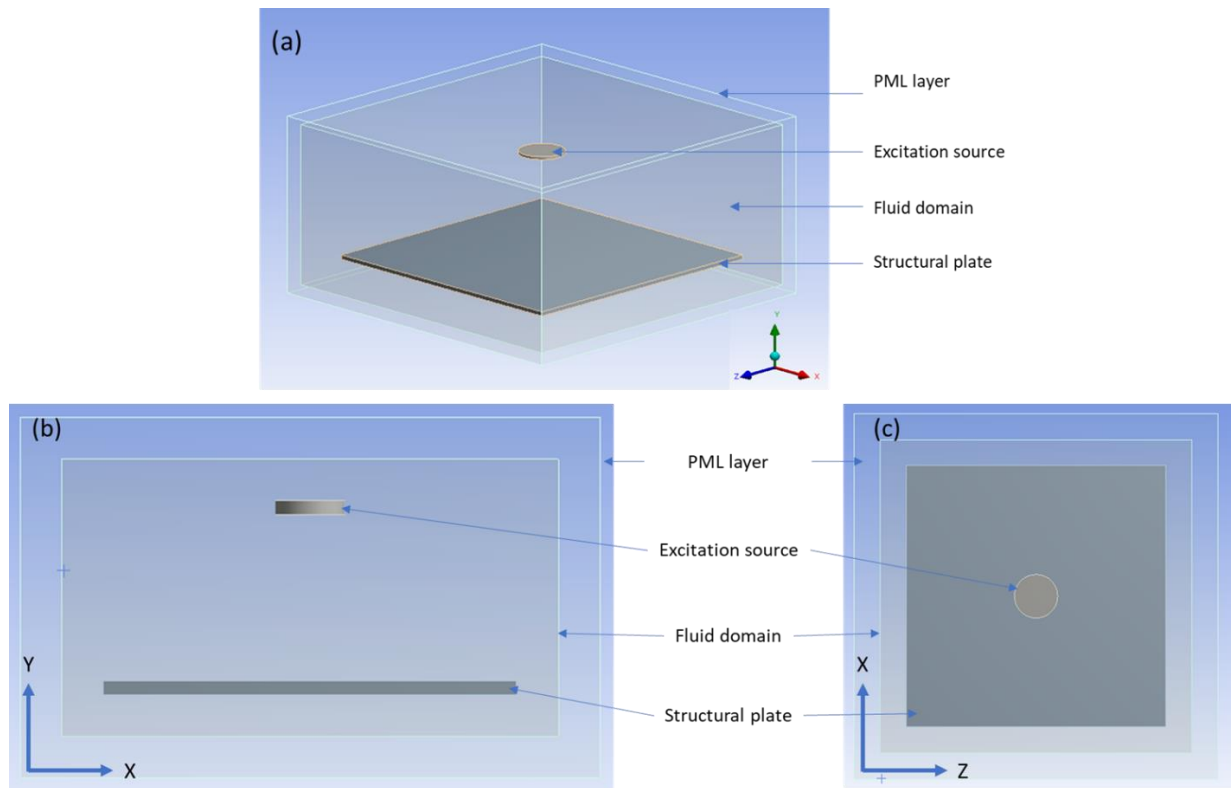 (a)
PML layer
Excitation source
Fluid domain
Structural plate
Y
Z
X
(b)
(c)
PML layer
Excitation source
Fluid domain
Structural plate
Y
X
X
Z